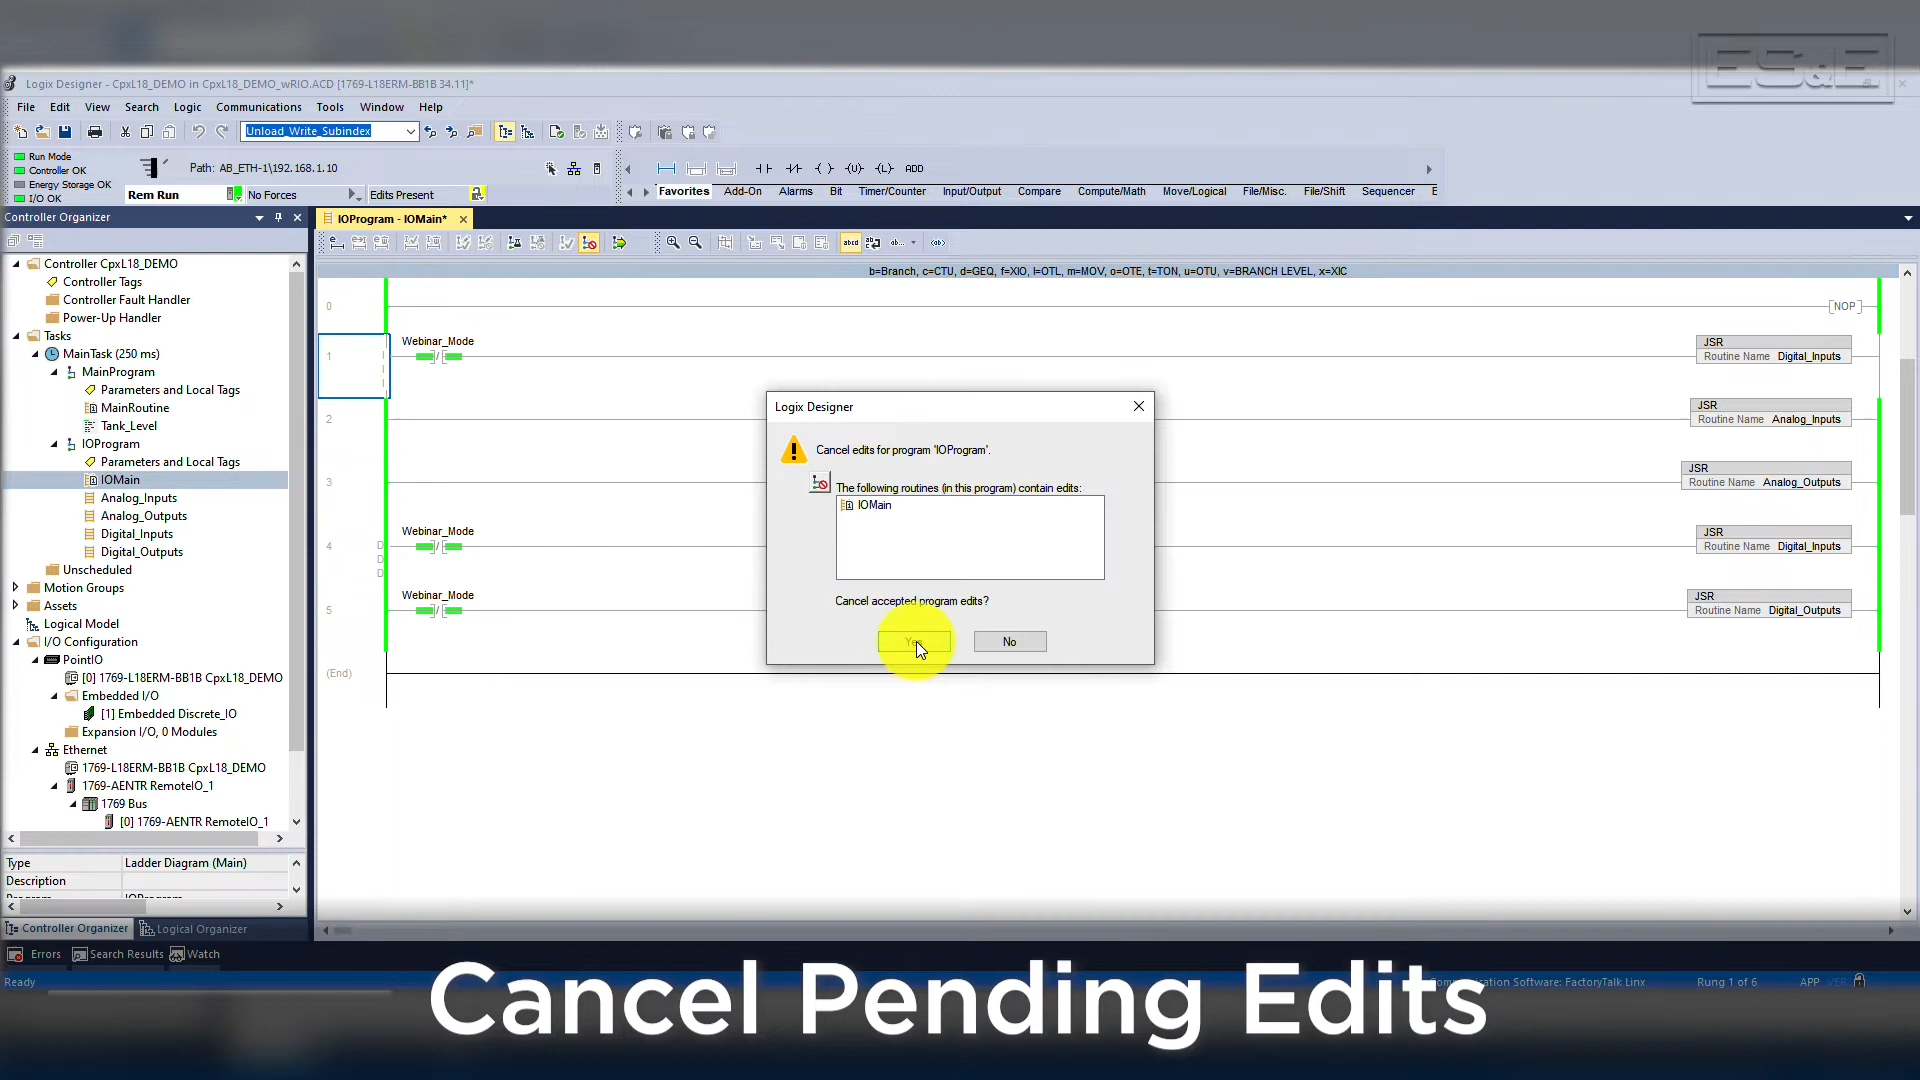 ES&E
Logix Designer - CpxL18_DEMO in CpxL18_DEMO_wRIO.ACD [1769-L18ERM-BB1B 34.11]*
File Edit View Search Logic Communications Tools Window Help
Unload_Write_Subindex
Run Mode
Controller OK
Energy Storage OK
I/O OK
Path: AB_ETH-1\192.168.1.10
Rem Run No Forces Edits Present
ADD
Favorites Add-On Alarms Bit Timer/Counter Input/Output Compare Compute/Math Move/Logical File/Misc. File/Shift Sequencer E
Controller Organizer
IOProgram - IOMain*
Controller CpxL18_DEMO
Controller Tags
Controller Fault Handler
Power-Up Handler
Tasks
MainTask (250 ms)
MainProgram
Parameters and Local Tags
MainRoutine
Tank_Level
IOProgram
Parameters and Local Tags
IOMain
Analog_Inputs
Analog_Outputs
Digital_Inputs
Digital_Outputs
Unscheduled
Motion Groups
Assets
Logical Model
I/O Configuration
PointIO
[0] 1769-L18ERM-BB1B CpxL18_DEMO
Embedded I/O
[1] Embedded Discrete_IO
Expansion I/O, 0 Modules
Ethernet
1769-L18ERM-BB1B CpxL18_DEMO
1769-AENTR RemoteIO_1
1769 Bus
[0] 1769-AENTR RemoteIO_1
Type Ladder Diagram (Main)
Description
Controller Organizer Logical Organizer
b=Branch, c=CTU, d=GEQ, f=XIO, l=OTL, m=MOV, o=OTE, t=TON, u=OTU, v=BRANCH LEVEL, x=XIC
0 NOP
1 Webinar_Mode
JSR
Routine Name Digital_Inputs
2
JSR
Routine Name Analog_Inputs
3
JSR
Routine Name Analog_Outputs
4 D D D Webinar_Mode
JSR
Routine Name Digital_Inputs
5 Webinar_Mode
JSR
Routine Name Digital_Outputs
(End)
Logix Designer
Cancel edits for program 'IOProgram'.
The following routines (in this program) contain edits:
IOMain
Cancel accepted program edits?
Yes No
Errors Search Results Watch
Ready
Communication Software: FactoryTalk Linx Rung 1 of 6 APP VER
Cancel Pending Edits